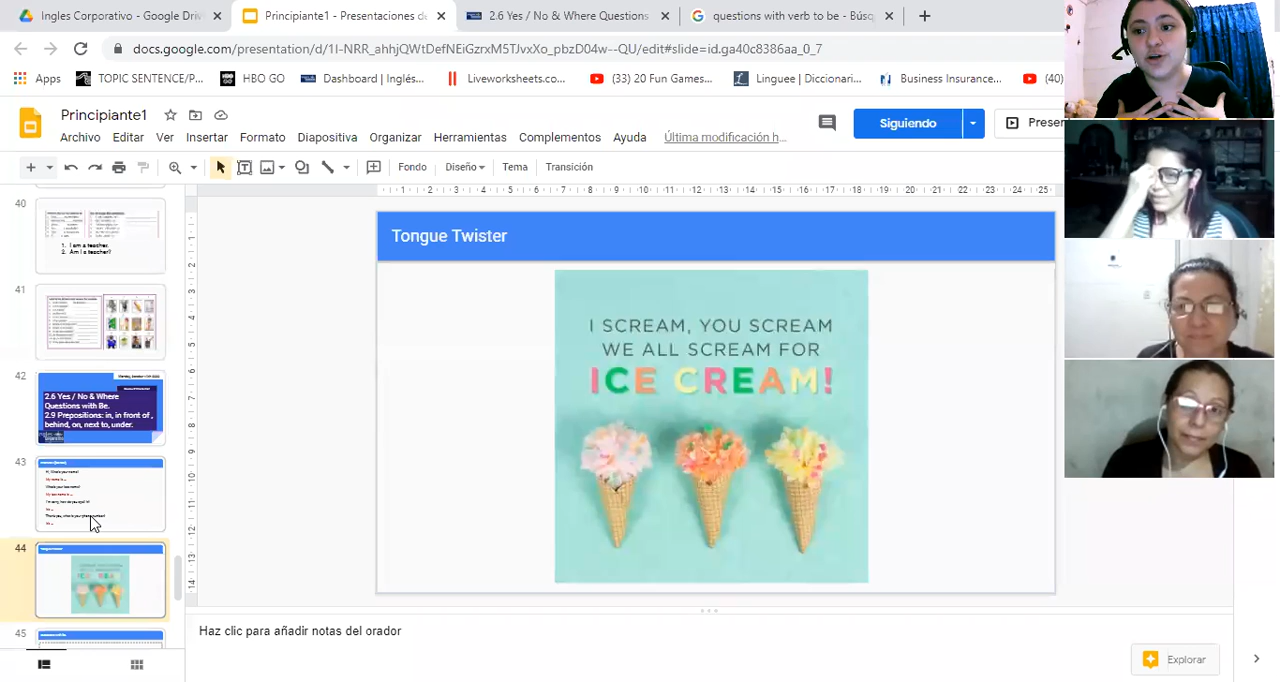 Ingles Corporativo - Google Dri
Principiante1 - Presentaciones de
2.6 Yes / No & Where Questions
questions with verb to be - Búsq
docs.google.com/presentation/d/1I-NRR_ahhjQWtDefNEiGzrxM5TJvxXo_pbzD04w--QU/edit#slide=id.ga40c8386aa_0_7
Apps
TOPIC SENTENCE/P...
HBO GO
Dashboard | Inglés...
Liveworksheets.co...
(33) 20 Fun Games...
Linguee | Diccionari...
Business Insurance...
(40)
Principiante1
Archivo Editar Ver Insertar Formato Diapositiva Organizar Herramientas Complementos Ayuda Última modificación h...
Siguiendo
Presen
Fondo Diseño Tema Transición
40
1. I am a teacher.
2. Am I a teacher?
41
42
2.6 Yes / No & Where
Questions with Be.
2.9 Prepositions: in, in front of ,
behind, on, next to, under.
43
44
45
Tongue Twister
I SCREAM, YOU SCREAM
WE ALL SCREAM FOR
ICE CREAM!
Haz clic para añadir notas del orador
Explorar